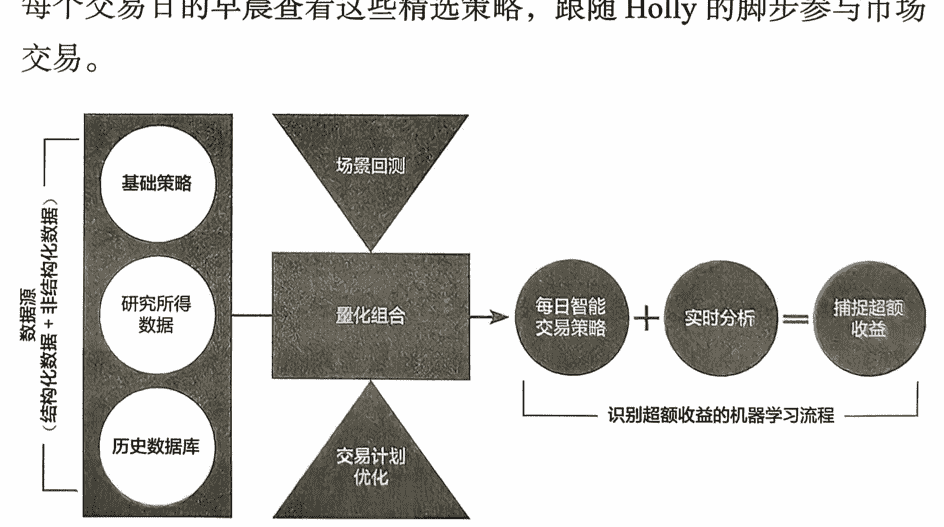 每个交易日的早晨查看这些精选策略，跟随 Holly 的脚步参与市场
交易。
数据源
（结构化数据 + 非结构化数据）
基础策略
研究所得
数据
历史数据库
场景回测
量化组合
交易计划
优化
每日智能
交易策略
+
实时分析
=
捕捉超额
收益
识别超额收益的机器学习流程